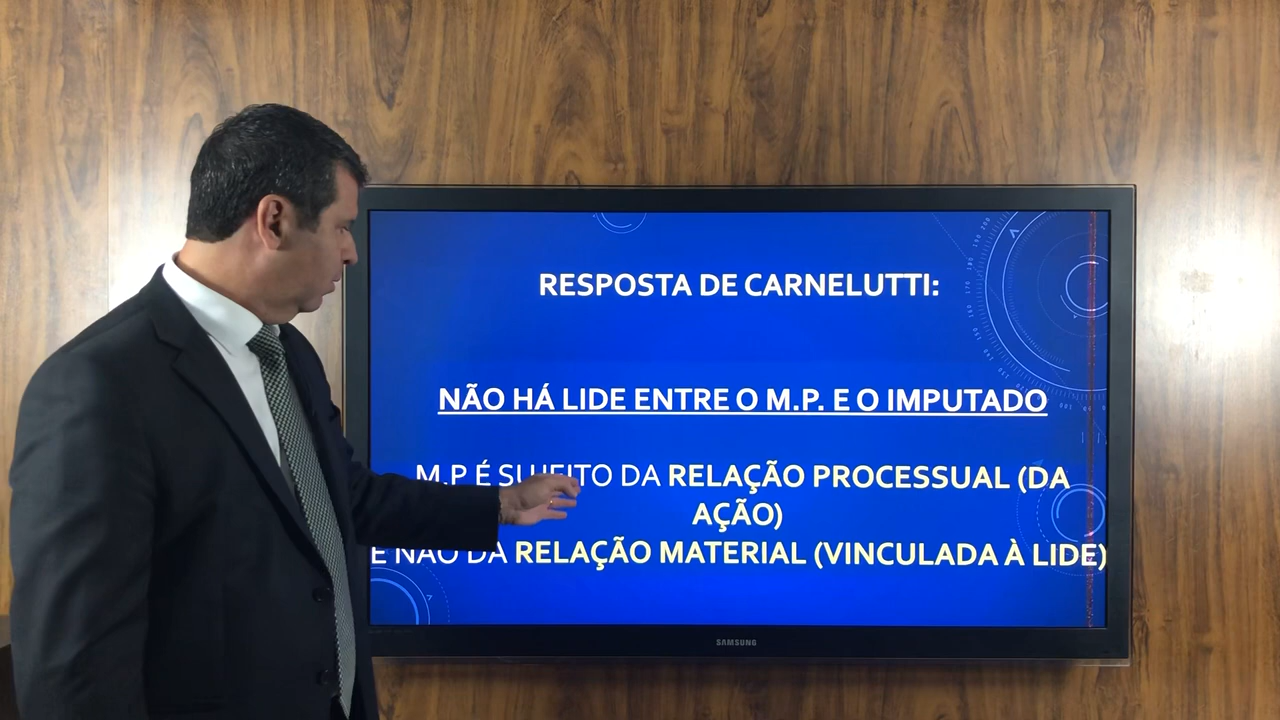 RESPOSTA DE CARNELUTTI:
NÃO HÁ LIDE ENTRE O M.P. E O IMPUTADO
M.P É SUJEITO DA RELAÇÃO PROCESSUAL (DA
AÇÃO)
E NÃO DA RELAÇÃO MATERIAL (VINCULADA À LIDE)
SAMSUNG